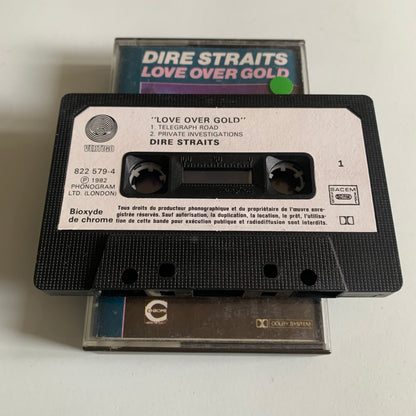 DIRE STRAITS
LOVE OVER GOLD
"LOVE OVER GOLD"
1. TELEGRAPH ROAD
2. PRIVATE INVESTIGATIONS
DIRE STRAITS
VERTIGO
822 579-4
℗ 1982
PHONOGRAM
LTD. (LONDON)
1
SACEM
Bioxyde
de chrome
Tous droits du producteur phonographique et du propriétaire de l'œuvre enre-
gistrée réservés. Sauf autorisation, la duplication, la location, le prêt, l'utilisa-
tion de cette bande pour exécution publique et radiodiffusion sont interdits.
DOLBY SYSTEM